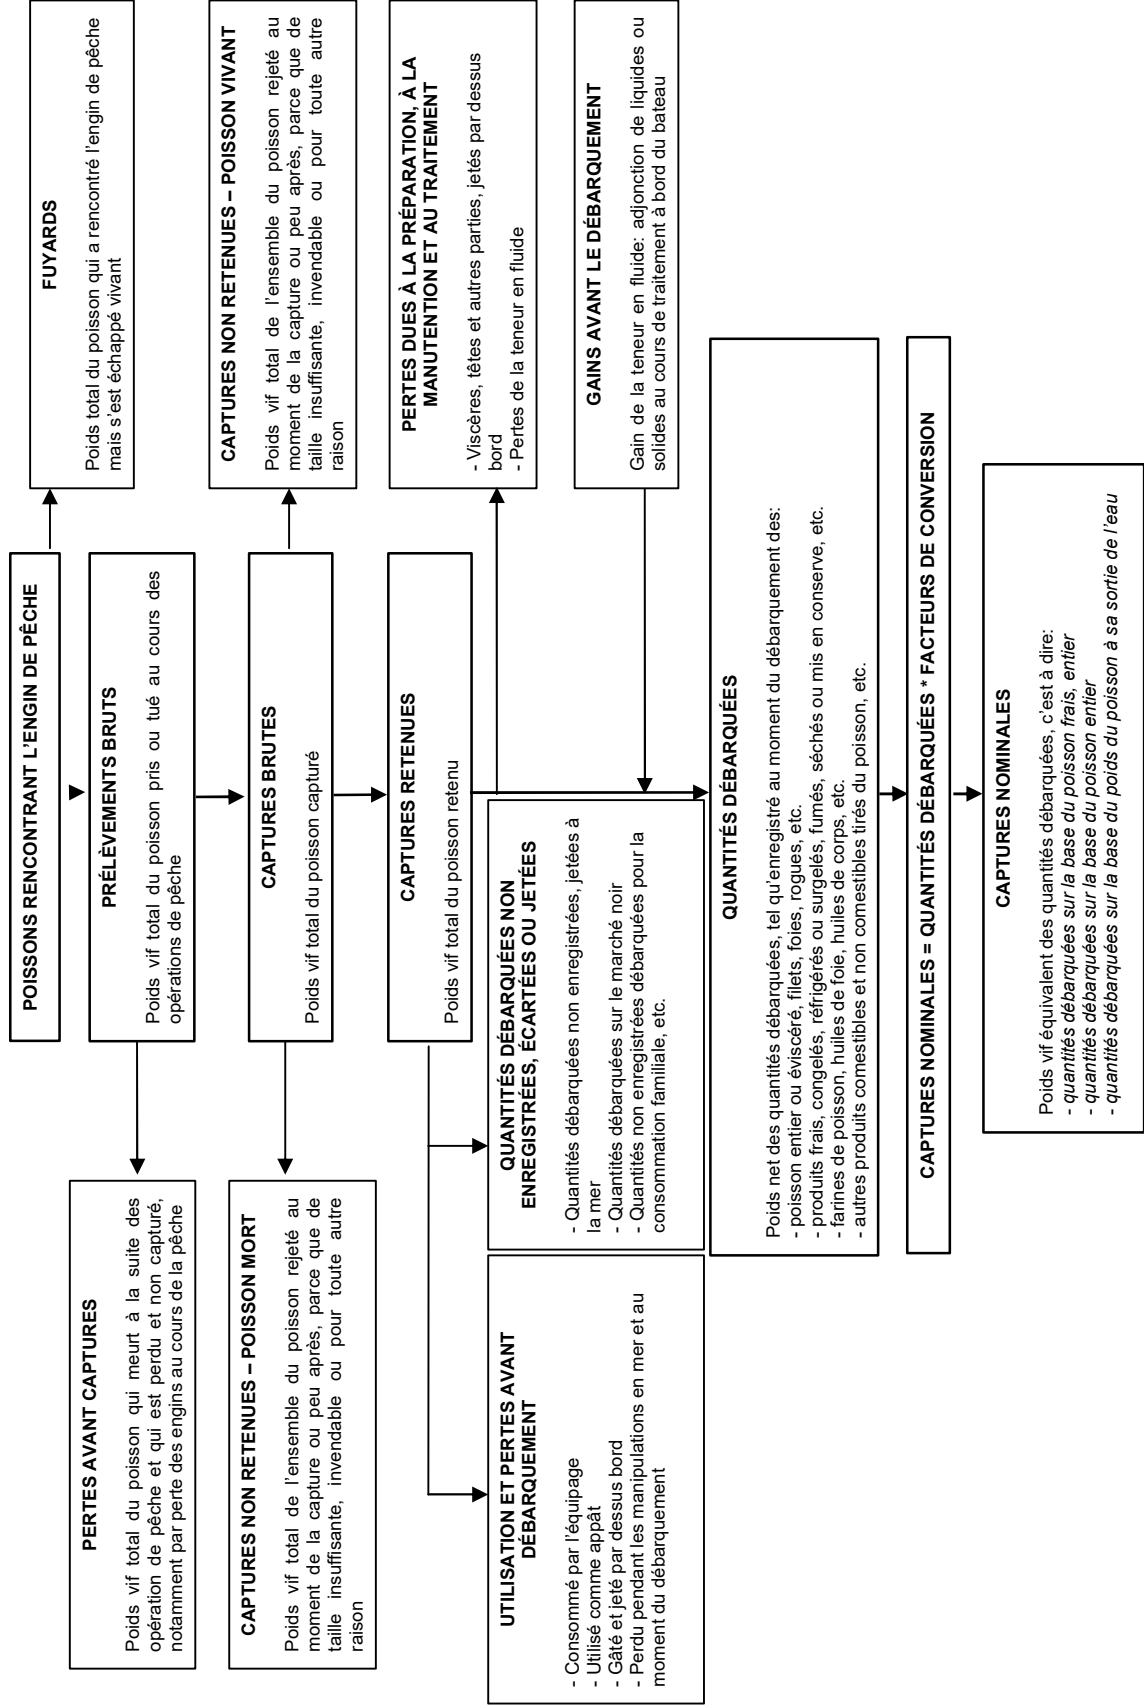 POISSONS RENCONTRANT L'ENGIN DE PÊCHE
FUYARDS
Poids total du poisson qui a rencontré l'engin de pêche
mais s'est échappé vivant
PRÉLÈVEMENTS BRUTS
Poids vif total du poisson pris ou tué au cours des
opérations de pêche
PERTES AVANT CAPTURES
Poids vif total du poisson qui meurt à la suite des
opération de pêche et qui est perdu et non capturé,
notamment par perte des engins au cours de la pêche
CAPTURES BRUTES
Poids vif total du poisson capturé
CAPTURES NON RETENUES – POISSON VIVANT
Poids vif total de l'ensemble du poisson rejeté au
moment de la capture ou peu après, parce que de
taille insuffisante, invendable ou pour toute autre
raison
CAPTURES NON RETENUES – POISSON MORT
Poids vif total de l'ensemble du poisson rejeté au
moment de la capture ou peu après, parce que de
taille insuffisante, invendable ou pour toute autre
raison
CAPTURES RETENUES
Poids vif total du poisson retenu
PERTES DUES À LA PRÉPARATION, À LA
MANUTENTION ET AU TRAITEMENT
- Viscères, têtes et autres parties, jetés par dessus
bord
- Pertes de la teneur en fluide
UTILISATION ET PERTES AVANT
DÉBARQUEMENT
- Consommé par l'équipage
- Utilisé comme appât
- Gâté et jeté par dessus bord
- Perdu pendant les manipulations en mer et au
moment du débarquement
QUANTITÉS DÉBARQUÉES NON
ENREGISTRÉES, ÉCARTÉES OU JETÉES
- Quantités débarquées non enregistrées, jetées à
la mer
- Quantités débarquées sur le marché noir
- Quantités non enregistrées débarquées pour la
consommation familiale, etc.
GAINS AVANT LE DÉBARQUEMENT
Gain de la teneur en fluide: adjonction de liquides ou
solides au cours de traitement à bord du bateau
QUANTITÉS DÉBARQUÉES
Poids net des quantités débarquées, tel qu'enregistré au moment du débarquement des:
- poisson entier ou éviscéré, filets, foies, rogues, etc.
- produits frais, congelés, réfrigérés ou surgelés, fumés, séchés ou mis en conserve, etc.
- farines de poisson, huiles de foie, huiles de corps, etc.
- autres produits comestibles et non comestibles tirés du poisson, etc.
CAPTURES NOMINALES = QUANTITÉS DÉBARQUÉES * FACTEURS DE CONVERSION
CAPTURES NOMINALES
Poids vif équivalent des quantités débarquées, c'est à dire:
- quantités débarquées sur la base du poisson frais, entier
- quantités débarquées sur la base du poisson entier
- quantités débarquées sur la base du poids du poisson à sa sortie de l'eau